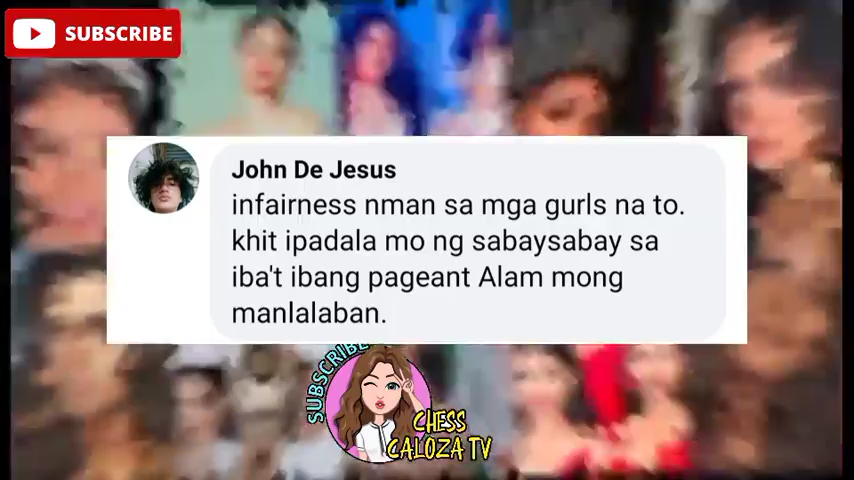 SUBSCRIBE
John De Jesus
infairness nman sa mga gurls na to.
khit ipadala mo ng sabaysabay sa
iba't ibang pageant Alam mong
manlalaban.
SUBSCRIBE
CHESS
CALOZA TV